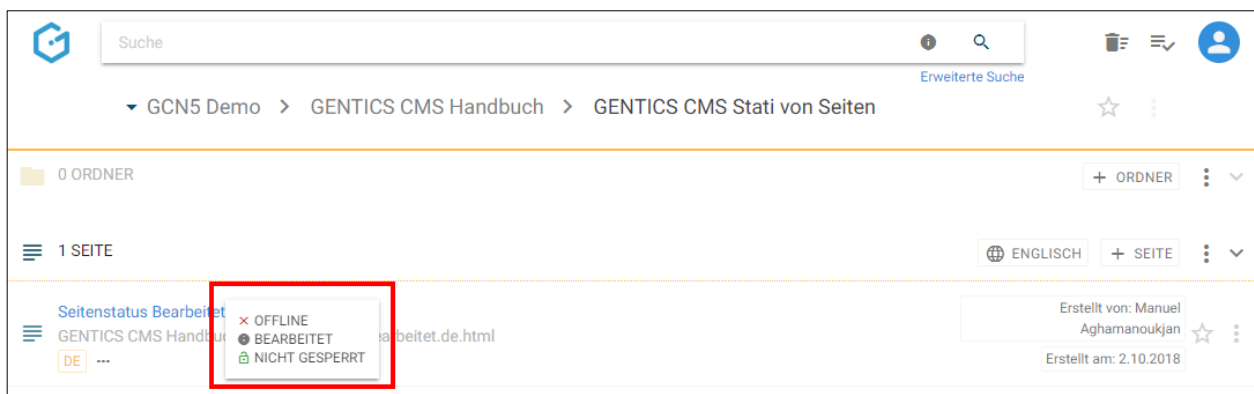 Suche
Erweiterte Suche
GCN5 Demo > GENTICS CMS Handbuch > GENTICS CMS Stati von Seiten
0 ORDNER
+ ORDNER
1 SEITE
ENGLISCH
+ SEITE
Seitenstatus Bearbeitet
GENTICS CMS Handbu
arbeitet.de.html
DE ...
× OFFLINE
BEARBEITET
NICHT GESPERRT
Erstellt von: Manuel
Aghamanoukjan
Erstellt am: 2.10.2018